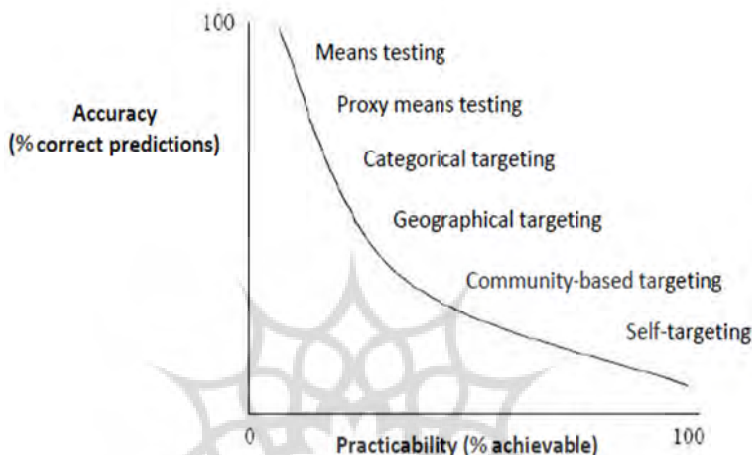 100
Means testing
Accuracy
(% correct predictions)
Proxy means testing
Categorical targeting
Geographical targeting
Community-based targeting
Self-targeting
0
Practicability (% achievable)
100